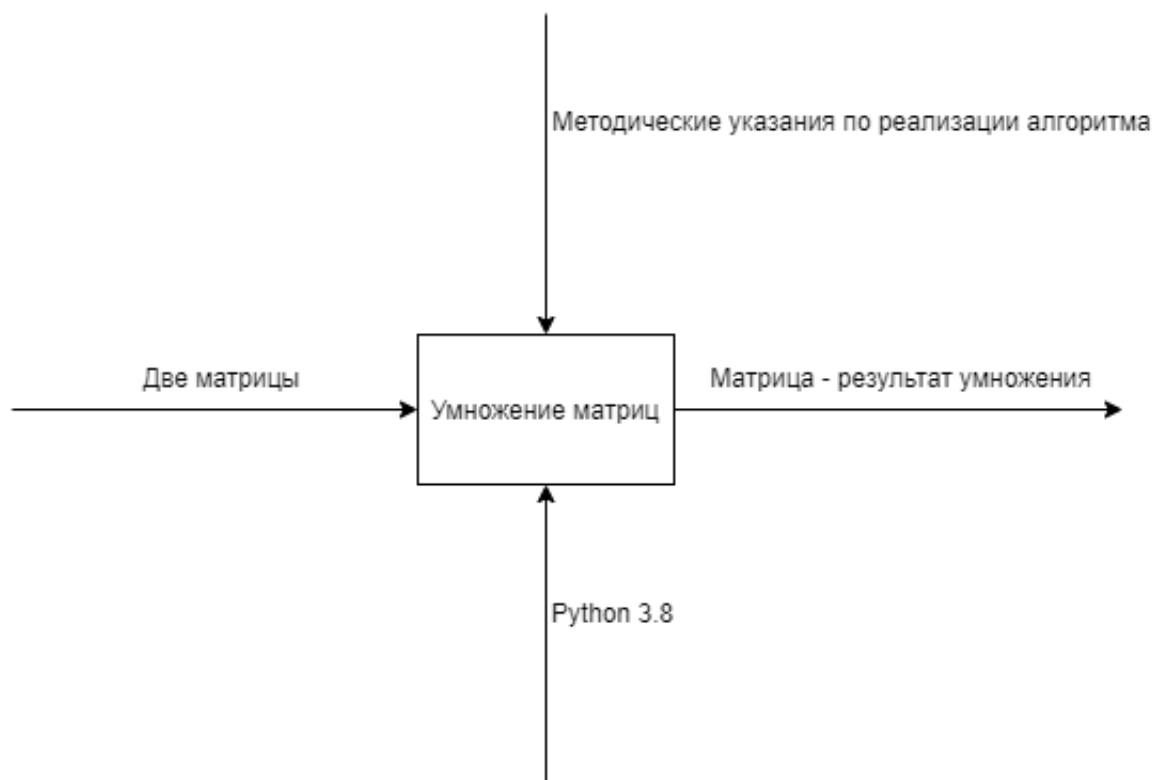 Методические указания по реализации алгоритма
Две матрицы
Матрица - результат умножения
Умножение матриц
Python 3.8